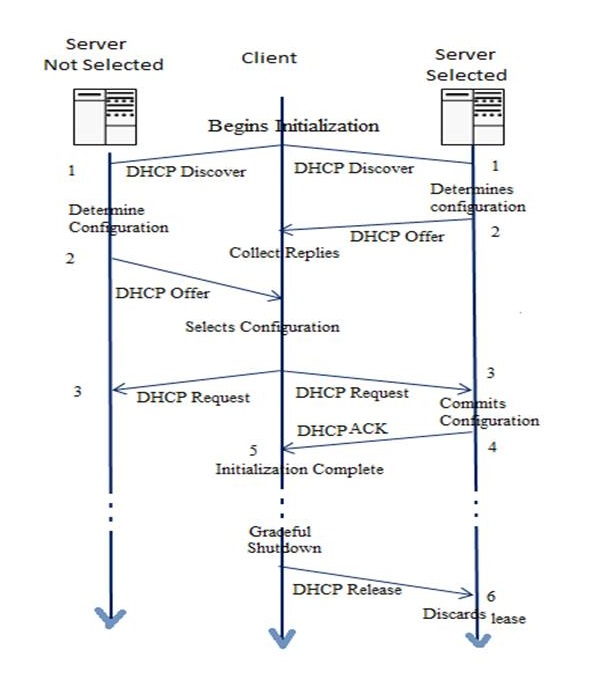 Server
Not Selected
Client
Server
Selected
Begins Initialization
1
DHCP Discover
DHCP Discover
1
Determine
Configuration
Determines
configuration
DHCP Offer
2
Collect Replies
2
DHCP Offer
Selects Configuration
3
DHCP Request
DHCP Request
3
Commits
Configuration
DHCP ACK
4
5
Initialization Complete
Graceful
Shutdown
DHCP Release
6
Discards lease